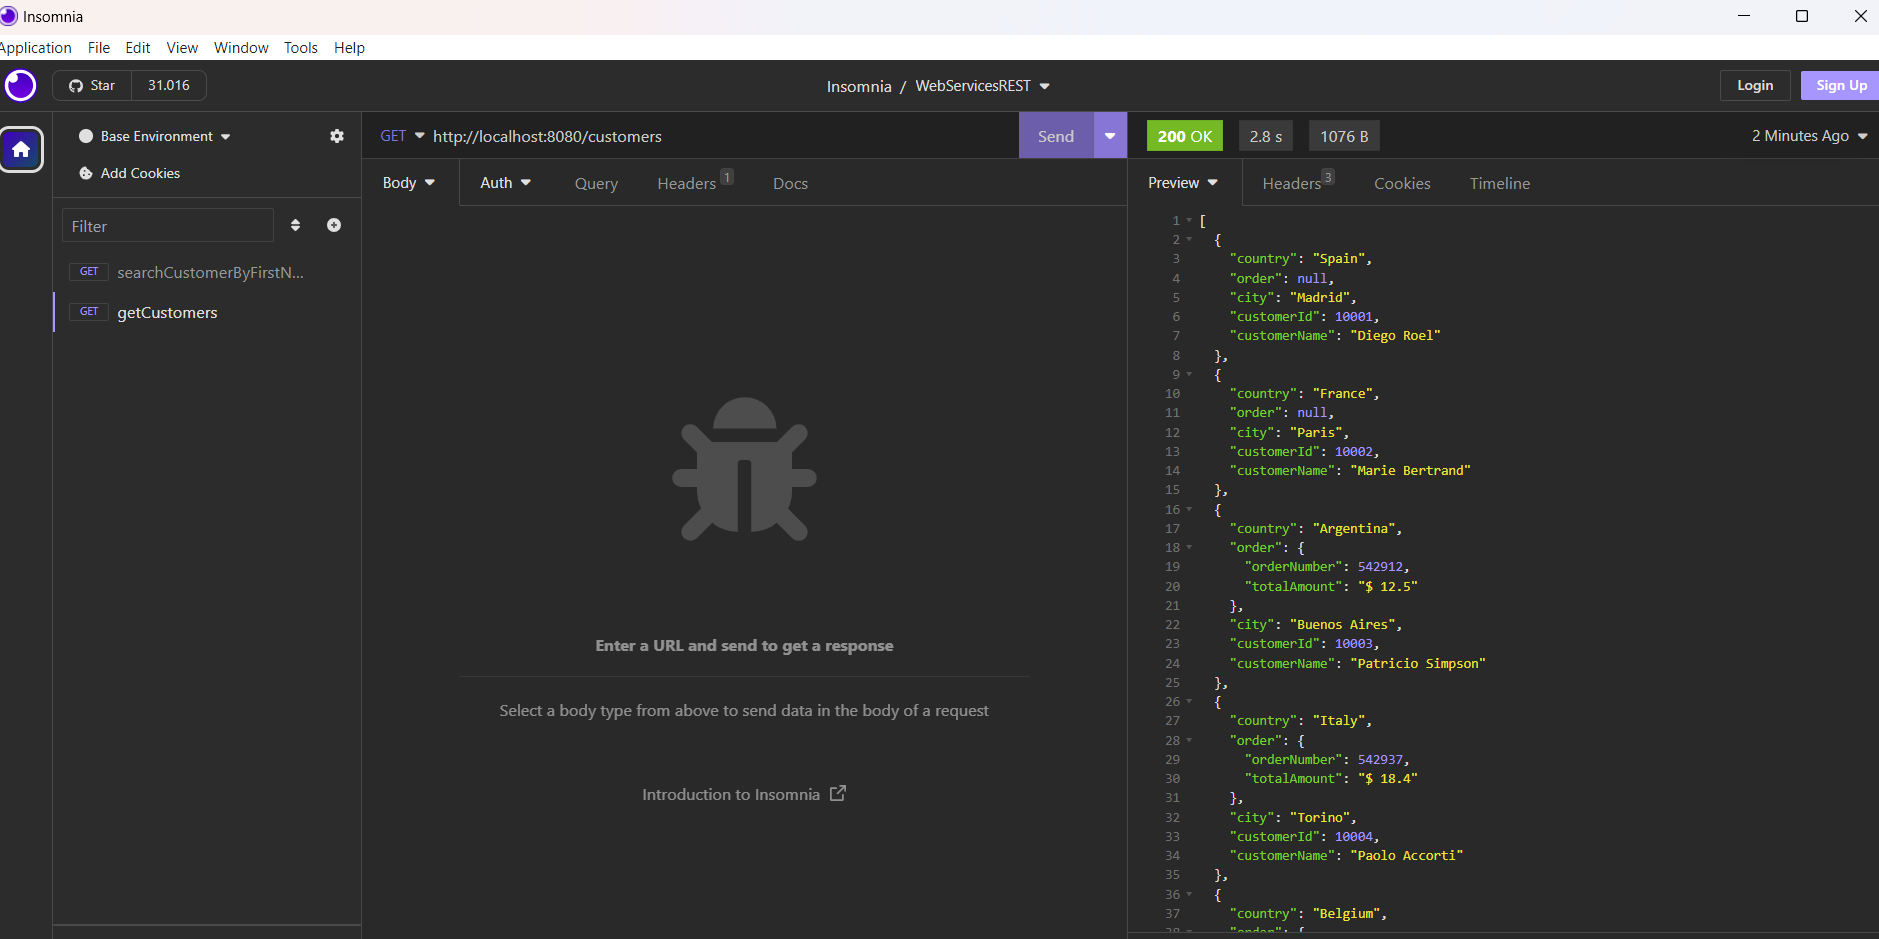 Insomnia
Application File Edit View Window Tools Help
Star 31.016
Insomnia / WebServicesREST
Login Sign Up
Base Environment
Add Cookies
Filter
GET searchCustomerByFirstN...
GET getCustomers
GET http://localhost:8080/customers Send
Body Auth Query Headers 1 Docs
Enter a URL and send to get a response
Select a body type from above to send data in the body of a request
Introduction to Insomnia
200 OK 2.8 s 1076 B 2 Minutes Ago
Preview Headers 3 Cookies Timeline
1 [
2 {
3 "country": "Spain",
4 "order": null,
5 "city": "Madrid",
6 "customerId": 10001,
7 "customerName": "Diego Roel"
8 },
9 {
10 "country": "France",
11 "order": null,
12 "city": "Paris",
13 "customerId": 10002,
14 "customerName": "Marie Bertrand"
15 },
16 {
17 "country": "Argentina",
18 "order": {
19 "orderNumber": 542912,
20 "totalAmount": "$ 12.5"
21 },
22 "city": "Buenos Aires",
23 "customerId": 10003,
24 "customerName": "Patricio Simpson"
25 },
26 {
27 "country": "Italy",
28 "order": {
29 "orderNumber": 542937,
30 "totalAmount": "$ 18.4"
31 },
32 "city": "Torino",
33 "customerId": 10004,
34 "customerName": "Paolo Accorti"
35 },
36 {
37 "country": "Belgium",
38 "order": {